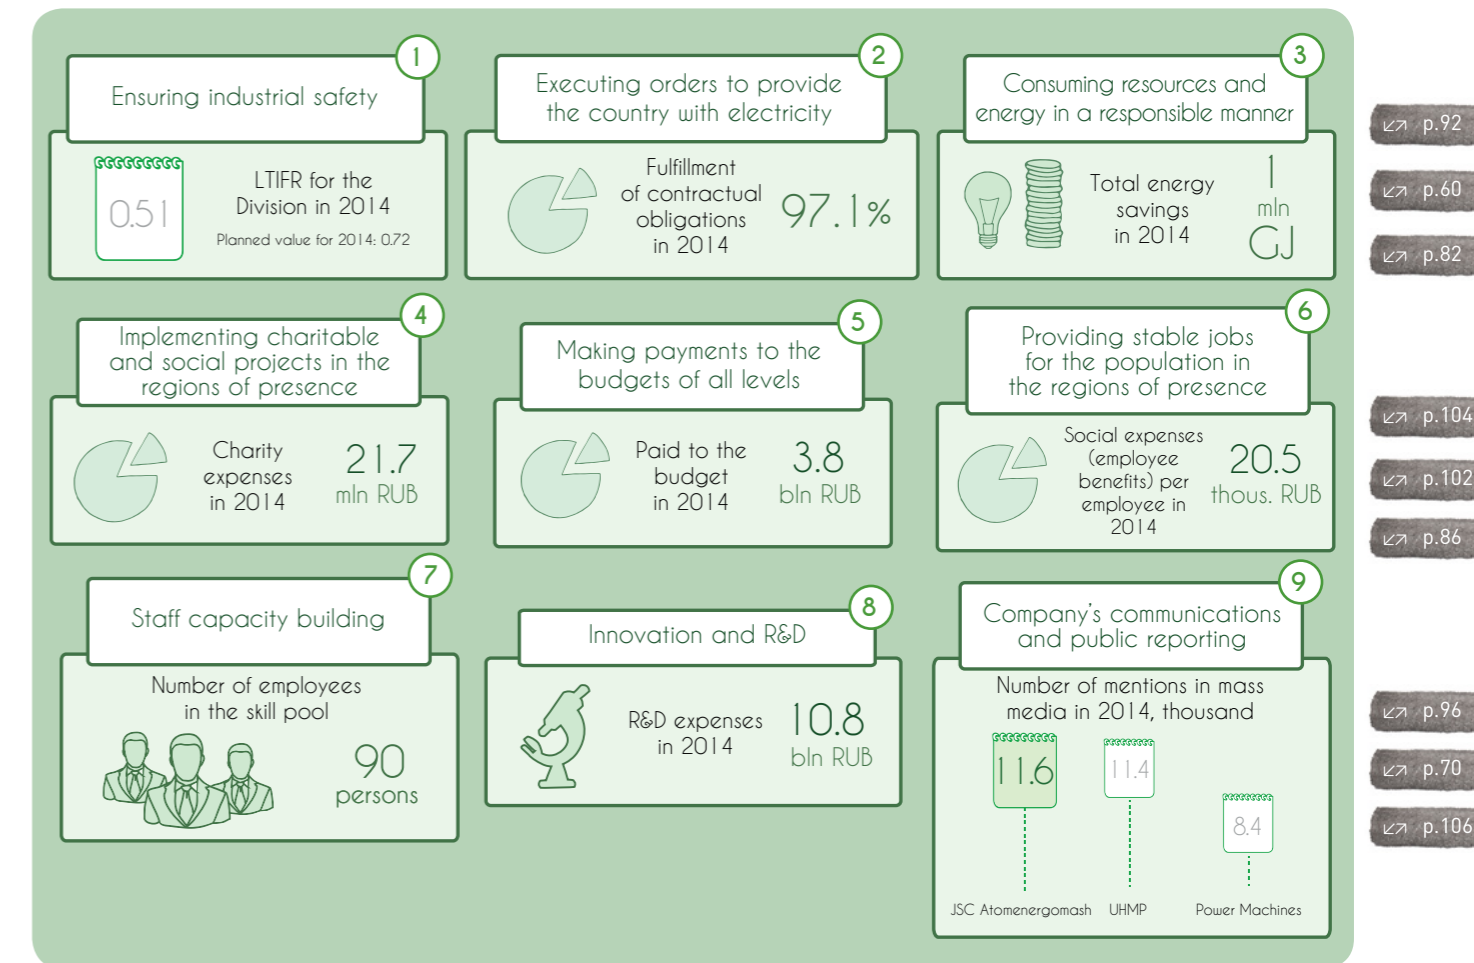 1
Ensuring industrial safety
0.51
LTIFR for the
Division in 2014
Planned value for 2014: 0.72
2
Executing orders to provide
the country with electricity
Fulfillment
of contractual
obligations
in 2014
97.1%
3
Consuming resources and
energy in a responsible manner
Total energy
savings
in 2014
1
mln
GJ
p.92
p.60
p.82
4
Implementing charitable
and social projects in the
regions of presence
Charity
expenses
in 2014
21.7
mln RUB
5
Making payments to the
budgets of all levels
Paid to the
budget
in 2014
3.8
bln RUB
6
Providing stable jobs
for the population in
the regions of presence
Social expenses
(employee
benefits) per
employee in
2014
20.5
thous. RUB
p.104
p.102
p.86
7
Staff capacity building
Number of employees
in the skill pool
90
persons
8
Innovation and R&D
R&D expenses
in 2014
10.8
bln RUB
9
Company's communications
and public reporting
Number of mentions in mass
media in 2014, thousand
11.6
11.4
8.4
JSC Atomenergomash
UHMP
Power Machines
p.96
p.70
p.106